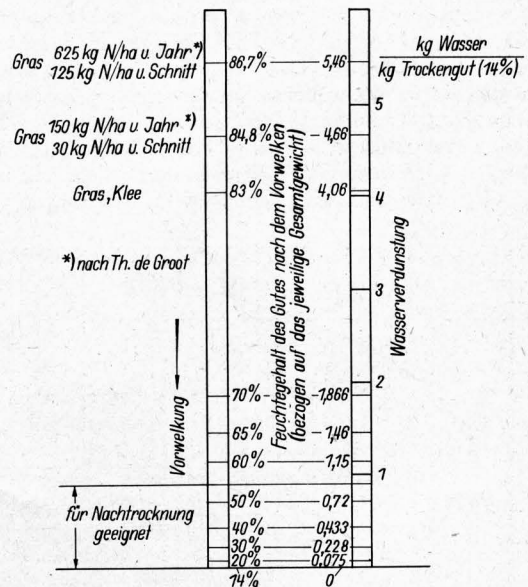 Gras 625 kg N/ha u. Jahr*)
125 kg N/ha u. Schnitt
86,7% 5,46
kg Wasser
kg Trockengut (14%)
5
Gras 150 kg N/ha u. Jahr*)
30 kg N/ha u. Schnitt
84,8% 4,66
Gras, Klee
83% 4,06
4
*) nach Th. de Groot
3
Feuchtegehalt des Gutes nach dem Vorwelken
(bezogen auf das jeweilige Gesamtgewicht)
Wasserverdunstung
Vorwelkung
2
70% 1,866
65% 1,46
60% 1,15
1
für Nachtrocknung
geeignet
50% 0,72
40% 0,433
30% 0,228
20% 0,075
14% 0